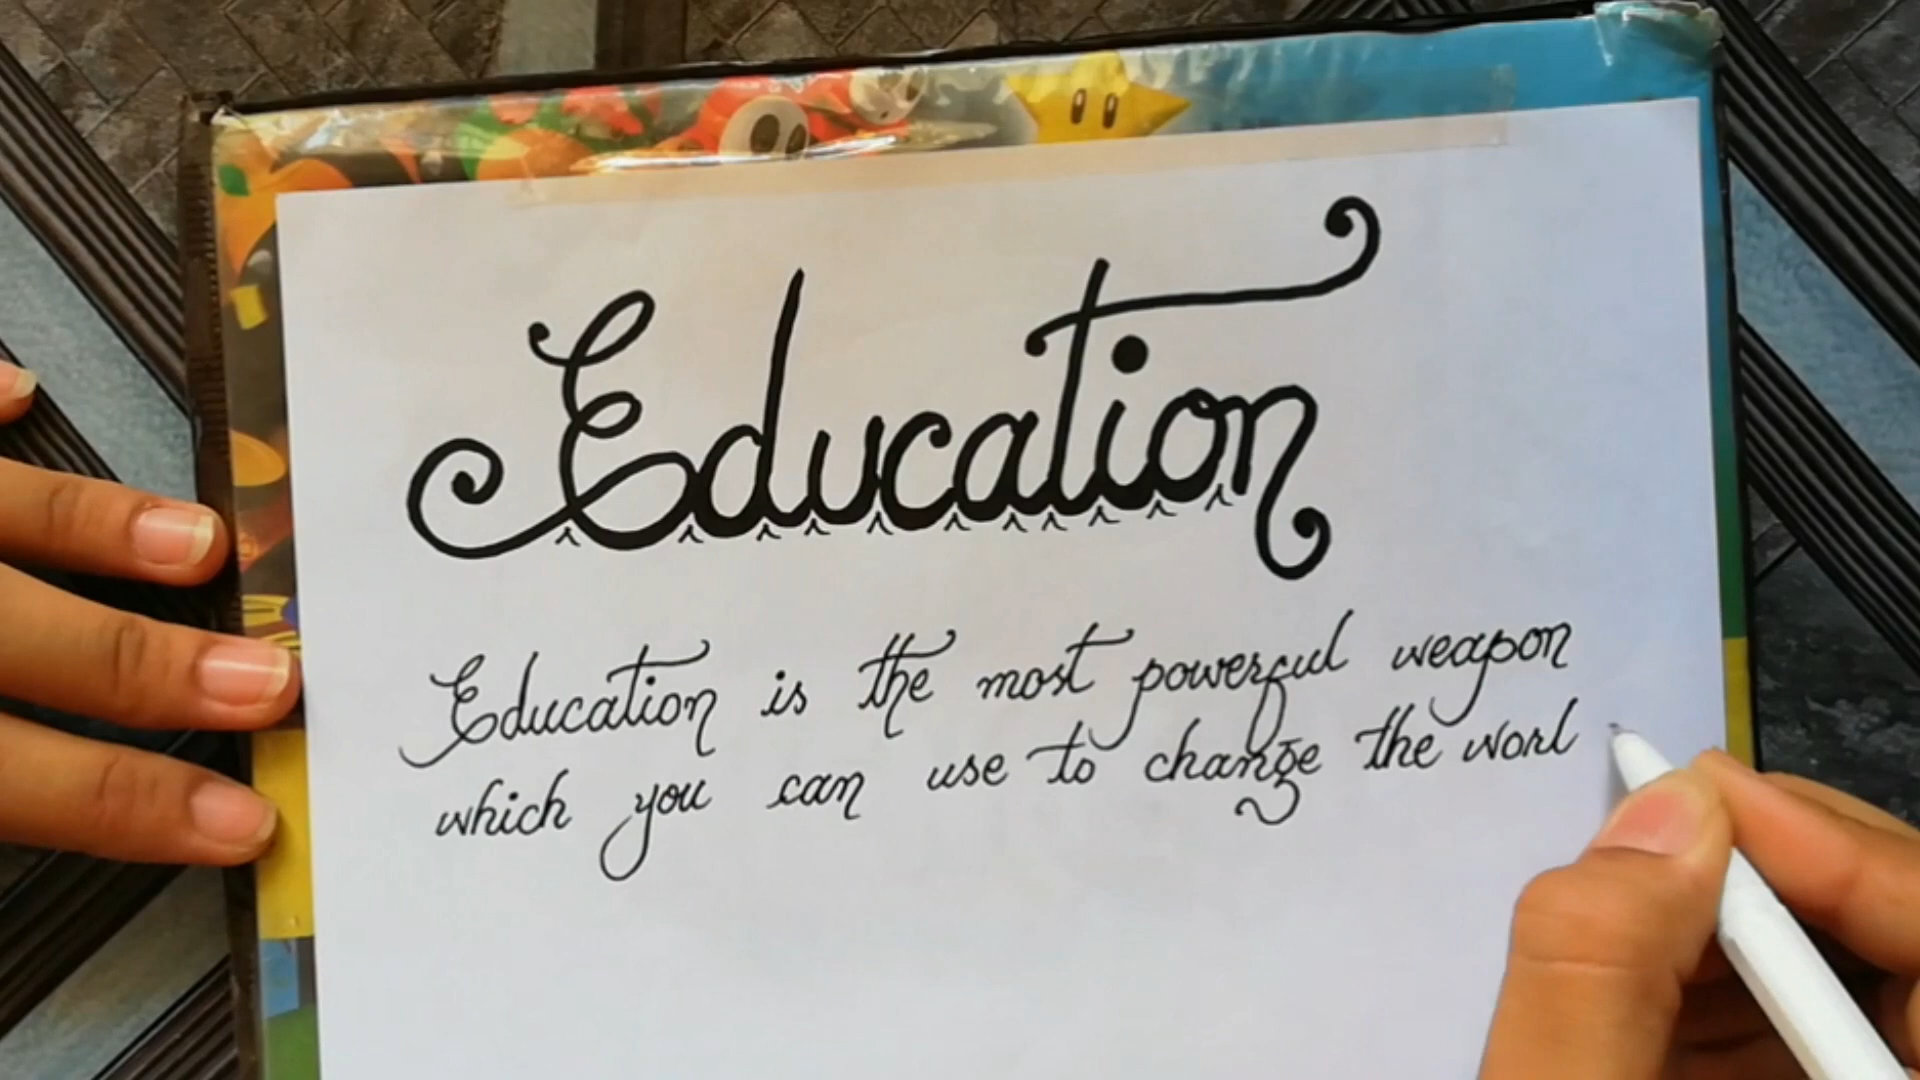 Education
Education is the most powerful weapon
which you can use to change the worl